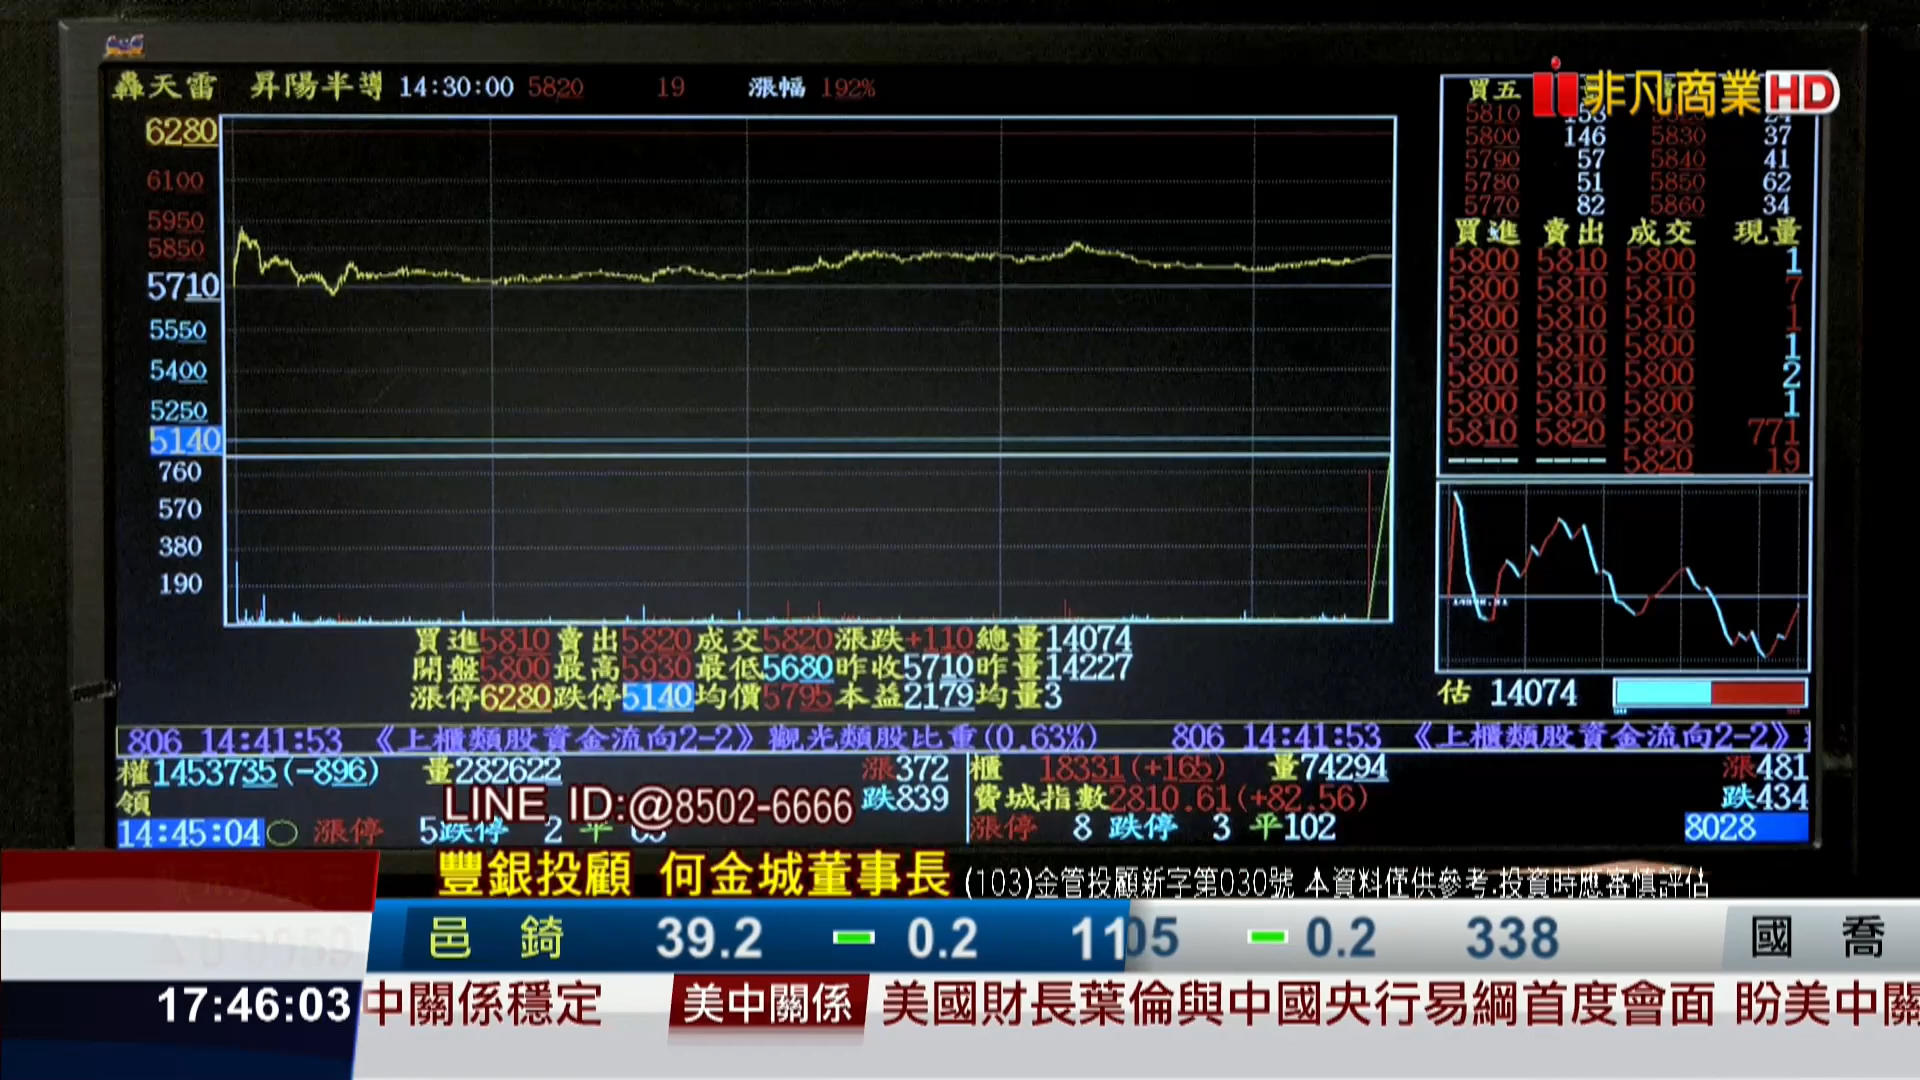 轟天雷 昇陽半導 14:30:00 5820 19 漲幅 192%
非凡商業HD
6280
6100
5950
5850
5710
5550
5400
5250
5140
760
570
380
190
買五
5810 153 24
5800 146 5830 37
5790 57 5840 41
5780 51 5850 62
5770 82 5860 34
買進 賣出 成交 現量
5800 5810 5800 1
5800 5810 5810 7
5800 5810 5810 1
5800 5810 5800 1
5800 5810 5800 2
5800 5810 5800 1
5810 5820 5820 771
---- ---- 5820 19
買進5810 賣出5820 成交5820 漲跌+110 總量14074
開盤5800 最高5930 最低5680 昨收5710 昨量14227
漲停6280 跌停5140 均價5795 本益2179 均量3
估 14074
806 14:41:53 《上櫃類股資金流向2-2》觀光類股比重(0.63%) 806 14:41:53 《上櫃類股資金流向2-2》
權1453735(-896) 量282622 漲372 櫃 18331(+165) 量74294 漲481
領 跌839 費城指數2810.61(+82.56) 跌434
LINE ID:@8502-6666
14:45:04 漲停 5 跌停 2 平 漲停 8 跌停 3 平102 8028
豐銀投顧 何金城董事長 (103)金管投顧新字第030號 本資料僅供參考.投資時應審慎評估
邑錡 39.2 0.2 11 05 0.2 338 國喬
17:46:03 中關係穩定 美中關係 美國財長葉倫與中國央行易綱首度會面 盼美中關